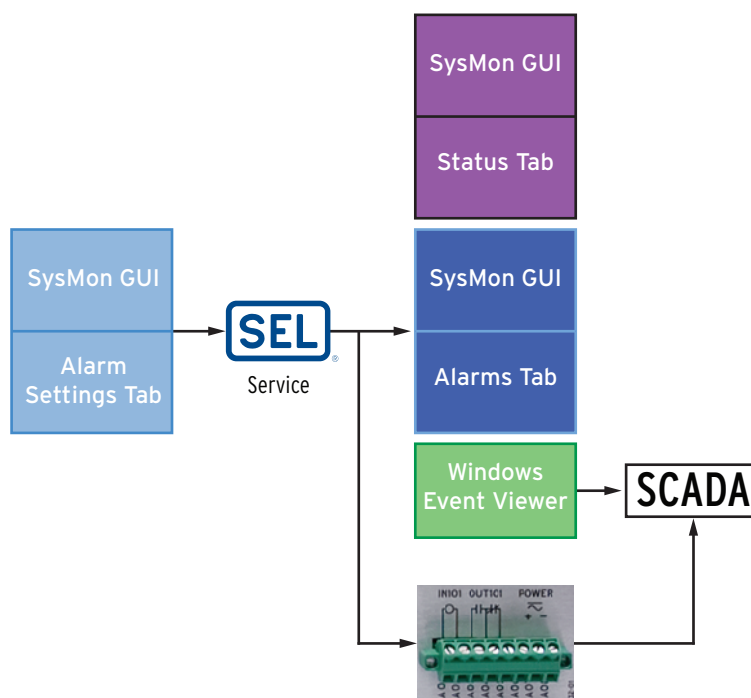 SysMon GUI
Status Tab
SysMon GUI
Alarm
Settings Tab
SEL
®
Service
SysMon GUI
Alarms Tab
Windows
Event Viewer
SCADA
IN101 OUT1C1 POWER
+ −